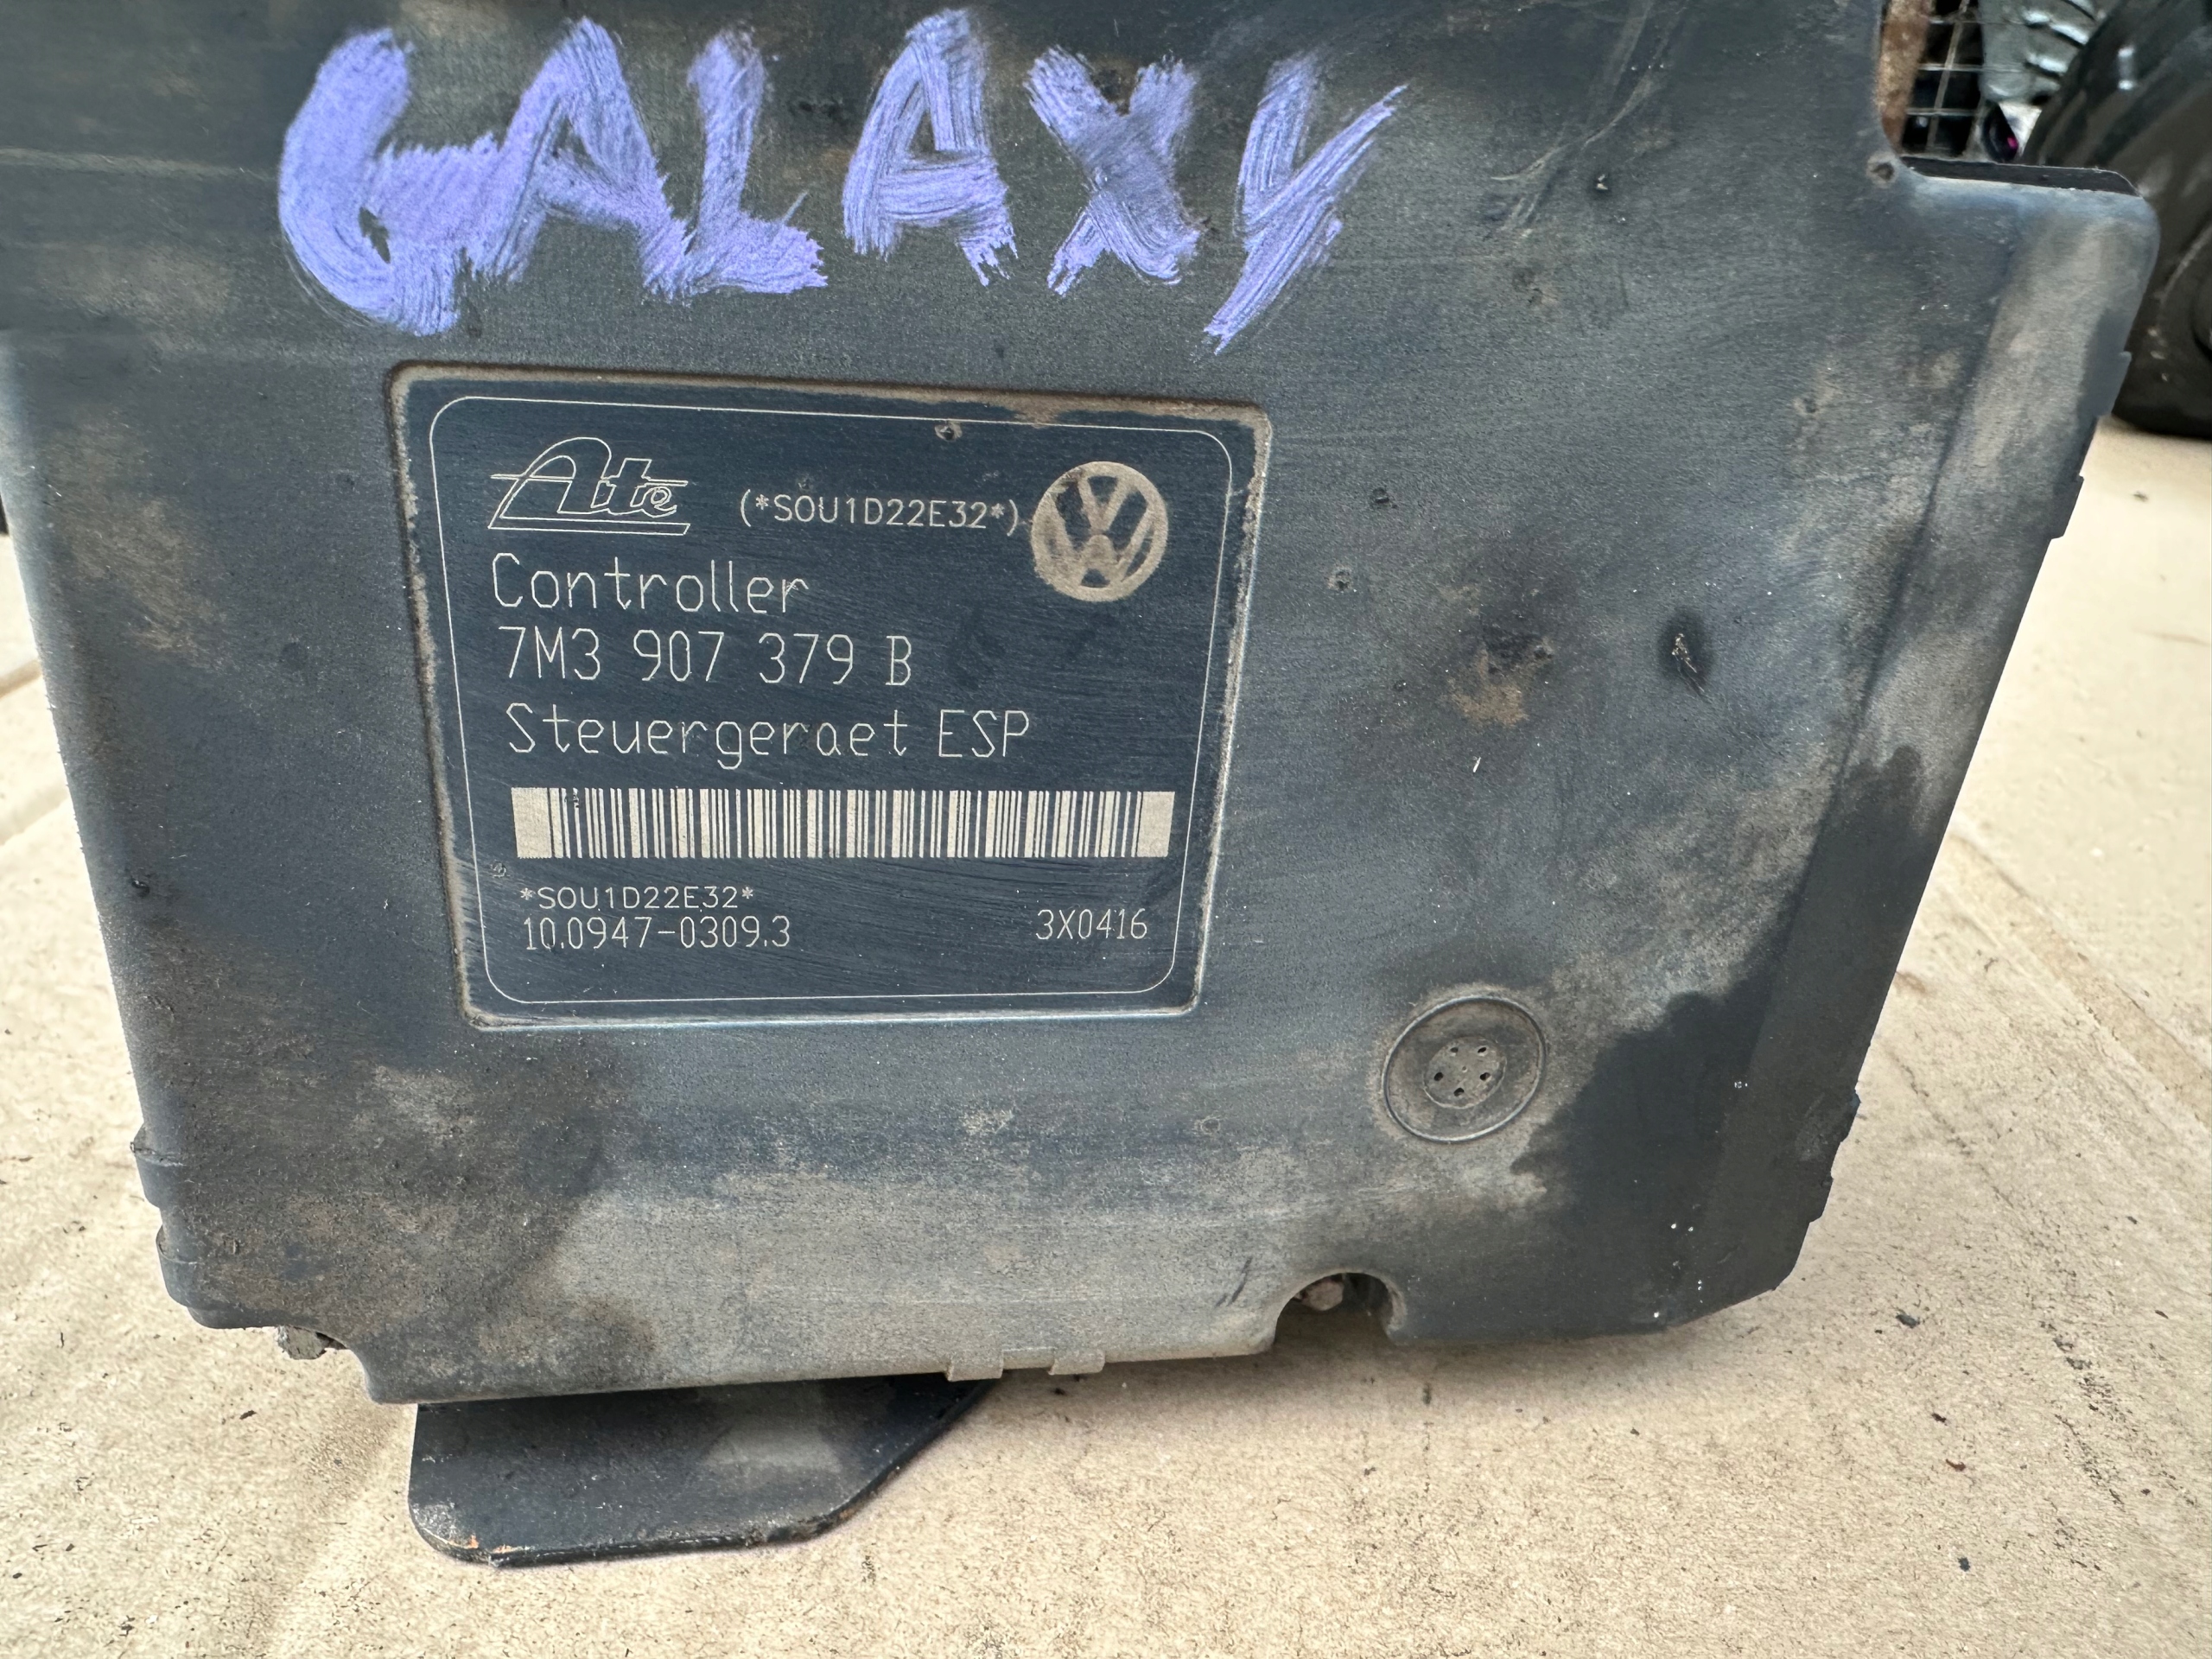 GALAXY
Ate (*SOU1D22E32*)
Controller
7M3 907 379 B
Steuergeraet ESP
*SOU1D22E32*
10.0947-0309.3 3X0416